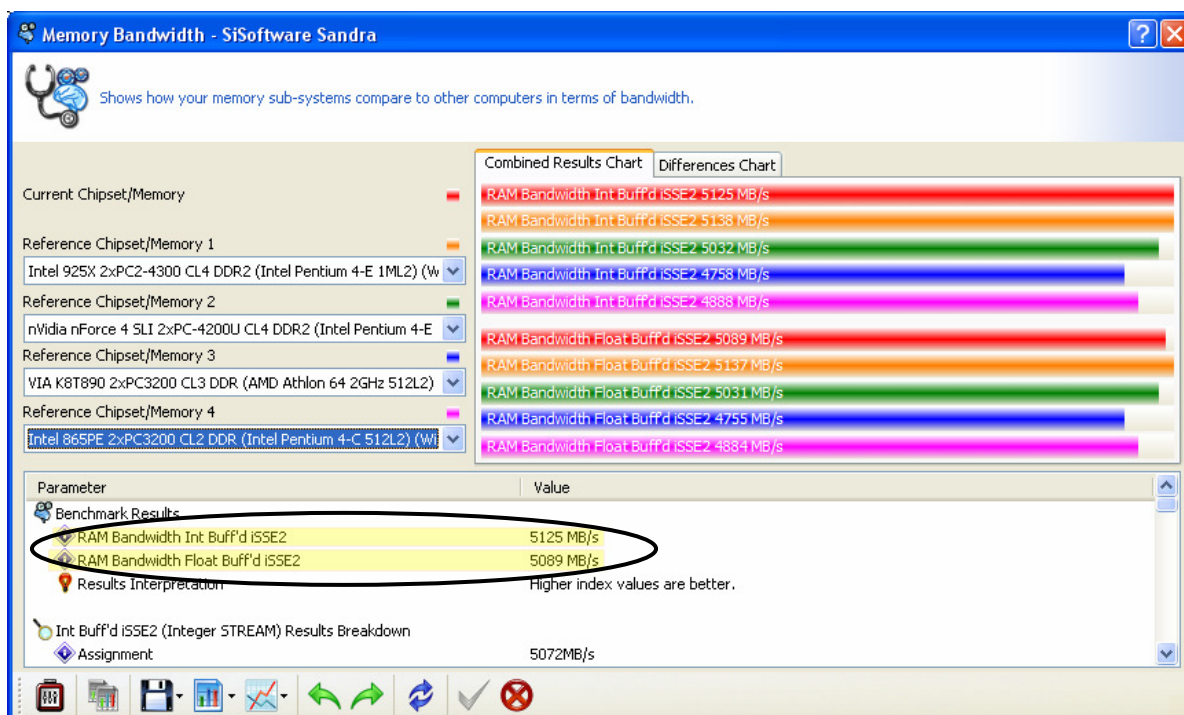 Memory Bandwidth - SiSoftware Sandra
Shows how your memory sub-systems compare to other computers in terms of bandwidth.
Combined Results Chart
Differences Chart
Current Chipset/Memory
RAM Bandwidth Int Buff'd iSSE2 5125 MB/s
RAM Bandwidth Int Buff'd iSSE2 5138 MB/s
Reference Chipset/Memory 1
RAM Bandwidth Int Buff'd iSSE2 5032 MB/s
Intel 925X 2xPC2-4300 CL4 DDR2 (Intel Pentium 4-E 1ML2) (W
RAM Bandwidth Int Buff'd iSSE2 4758 MB/s
Reference Chipset/Memory 2
RAM Bandwidth Int Buff'd iSSE2 4888 MB/s
nVidia nForce 4 SLI 2xPC-4200U CL4 DDR2 (Intel Pentium 4-E
RAM Bandwidth Float Buff'd iSSE2 5089 MB/s
Reference Chipset/Memory 3
RAM Bandwidth Float Buff'd iSSE2 5137 MB/s
VIA K8T890 2xPC3200 CL3 DDR (AMD Athlon 64 2GHz 512L2)
RAM Bandwidth Float Buff'd iSSE2 5031 MB/s
Reference Chipset/Memory 4
RAM Bandwidth Float Buff'd iSSE2 4755 MB/s
Intel 865PE 2xPC3200 CL2 DDR (Intel Pentium 4-C 512L2) (Wi
RAM Bandwidth Float Buff'd iSSE2 4884 MB/s
Parameter Value
Benchmark Results
RAM Bandwidth Int Buff'd iSSE2 5125 MB/s
RAM Bandwidth Float Buff'd iSSE2 5089 MB/s
Results Interpretation Higher index values are better.
Int Buff'd iSSE2 (Integer STREAM) Results Breakdown
Assignment 5072MB/s